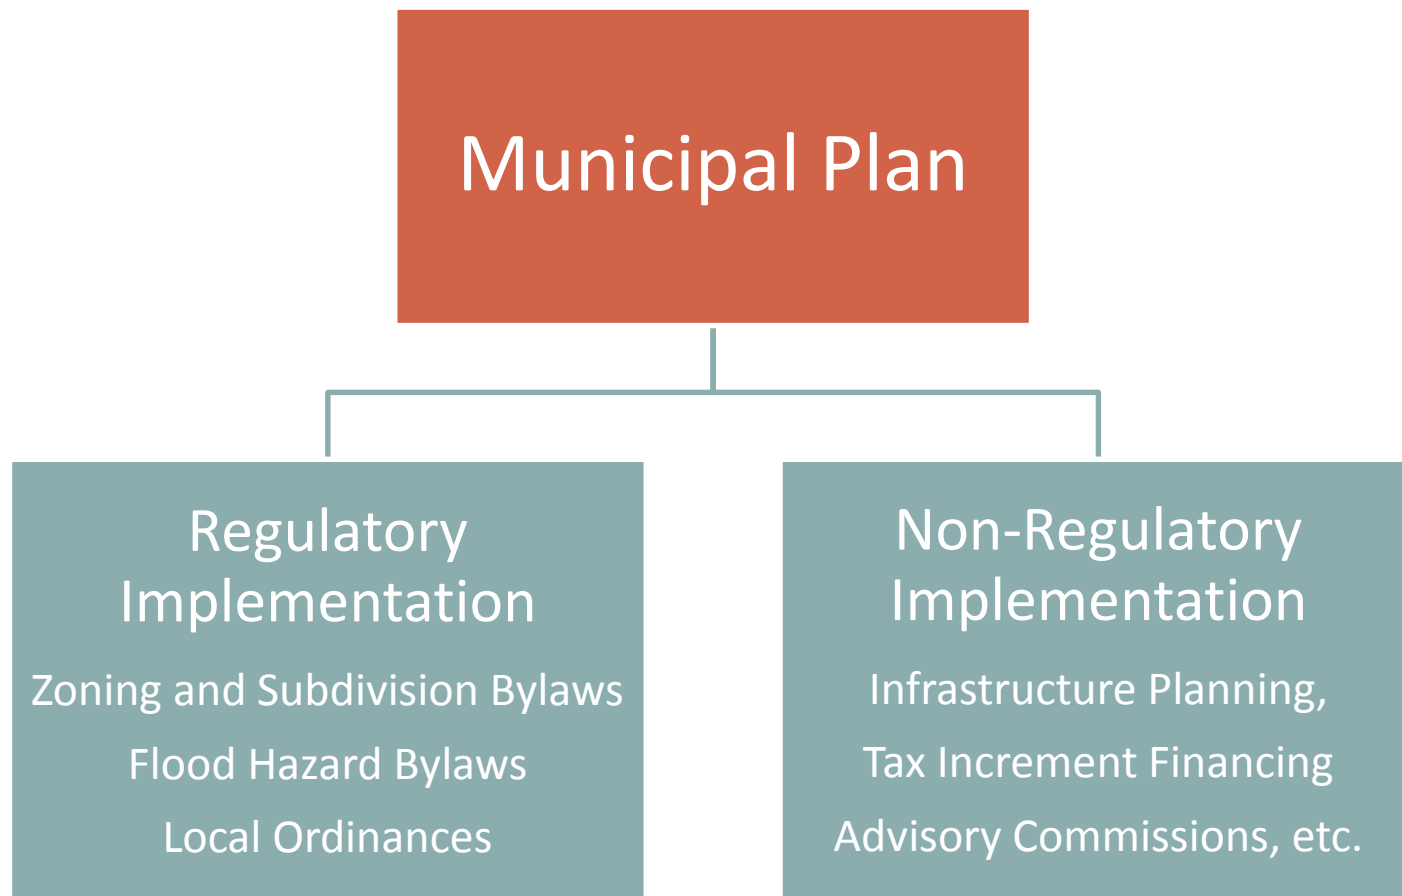 Municipal Plan
Regulatory
Implementation
Zoning and Subdivision Bylaws
Flood Hazard Bylaws
Local Ordinances
Non-Regulatory
Implementation
Infrastructure Planning,
Tax Increment Financing
Advisory Commissions, etc.